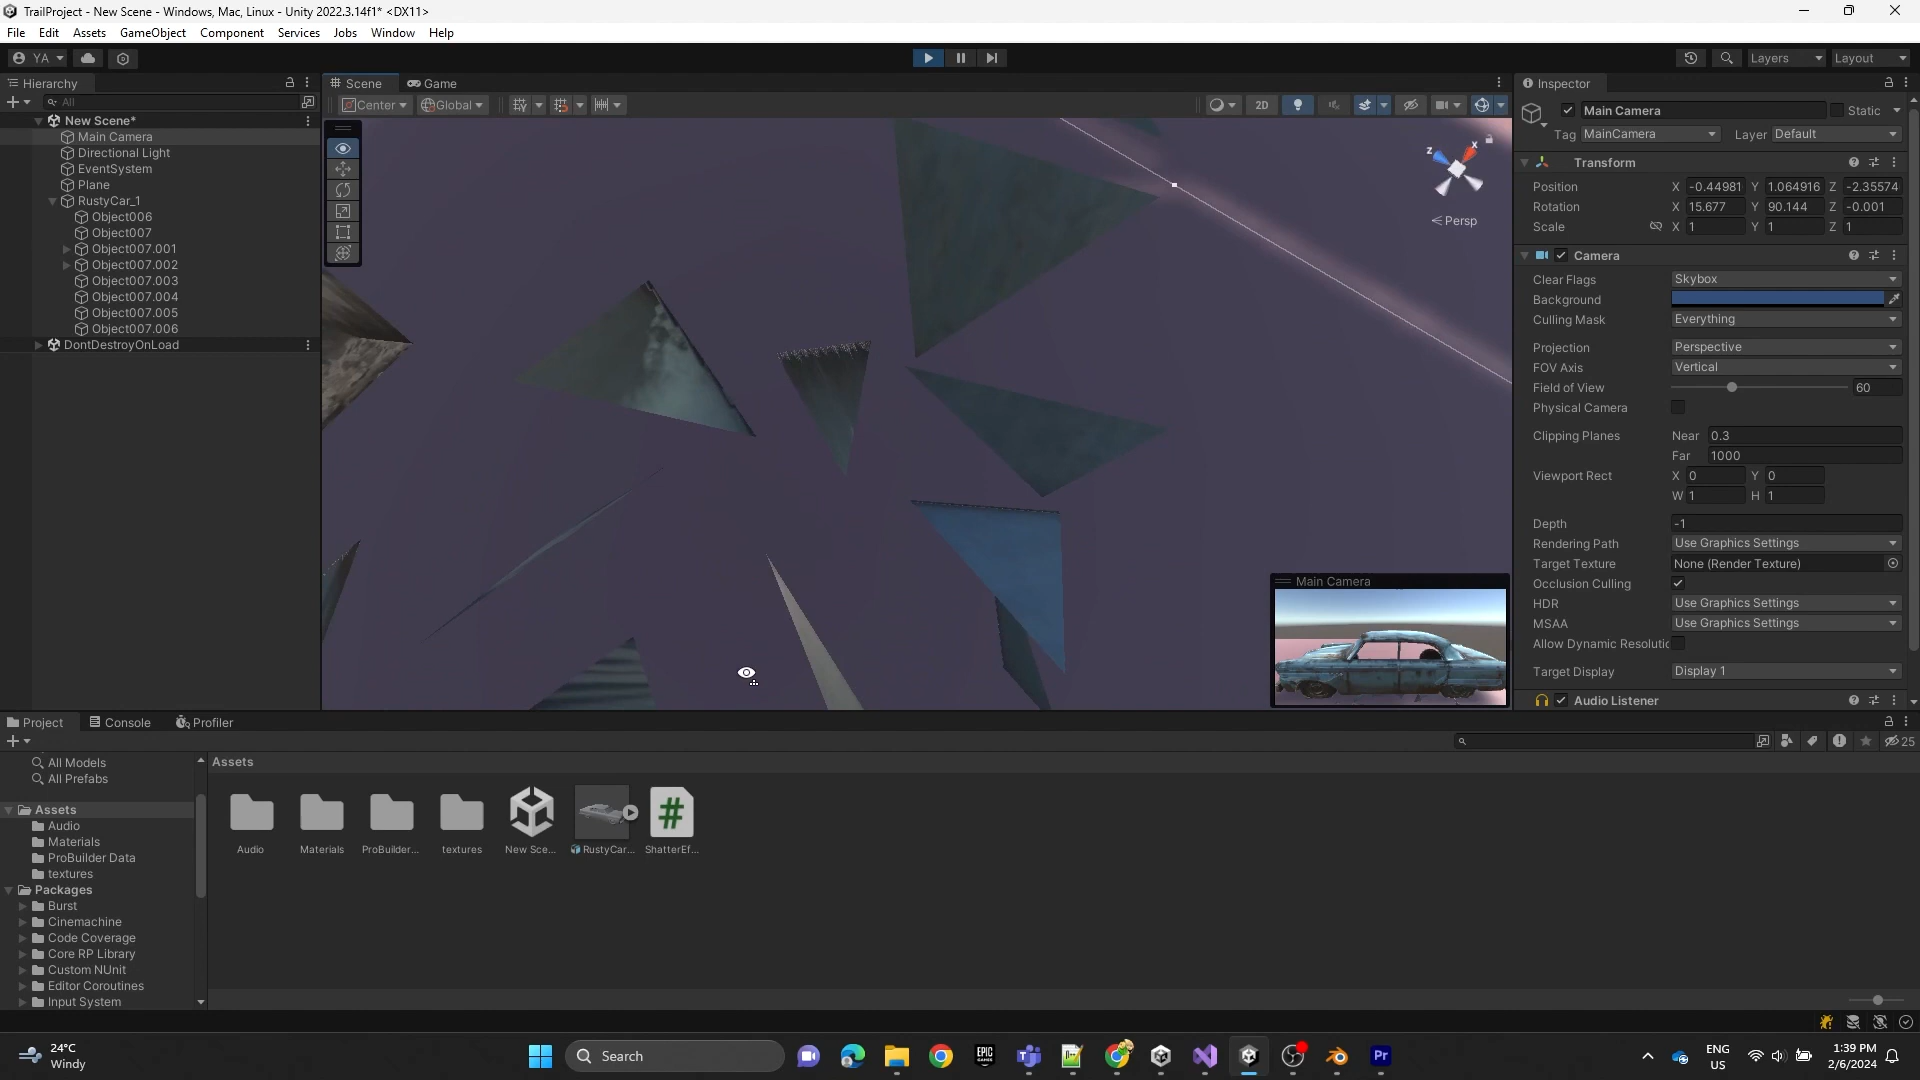 TrailProject - New Scene - Windows, Mac, Linux - Unity 2022.3.14f1* <DX11>
File Edit Assets GameObject Component Services Jobs Window Help
YA
Layers
Layout
Hierarchy
All
New Scene*
Main Camera
Directional Light
EventSystem
Plane
RustyCar_1
Object006
Object007
Object007.001
Object007.002
Object007.003
Object007.004
Object007.005
Object007.006
DontDestroyOnLoad
Scene
Game
Center
Global
2D
z
x
Persp
Main Camera
Inspector
Main Camera
Static
Tag MainCamera
Layer Default
Transform
Position X -0.44981 Y 1.064916 Z -2.35574
Rotation X 15.677 Y 90.144 Z -0.001
Scale X 1 Y 1 Z 1
Camera
Clear Flags Skybox
Background
Culling Mask Everything
Projection Perspective
FOV Axis Vertical
Field of View 60
Physical Camera
Clipping Planes Near 0.3
Far 1000
Viewport Rect X 0 Y 0
W 1 H 1
Depth -1
Rendering Path Use Graphics Settings
Target Texture None (Render Texture)
Occlusion Culling
HDR Use Graphics Settings
MSAA Use Graphics Settings
Allow Dynamic Resolutic
Target Display Display 1
Audio Listener
Project
Console
Profiler
25
All Models
All Prefabs
Assets
Audio
Materials
ProBuilder Data
textures
Packages
Burst
Cinemachine
Code Coverage
Core RP Library
Custom NUnit
Editor Coroutines
Input System
Assets
Audio
Materials
ProBuilder...
textures
New Sce...
RustyCar...
#
ShatterEf...
24°C
Windy
Search
EPIC GAMES
Pr
ENG
US
1:39 PM
2/6/2024